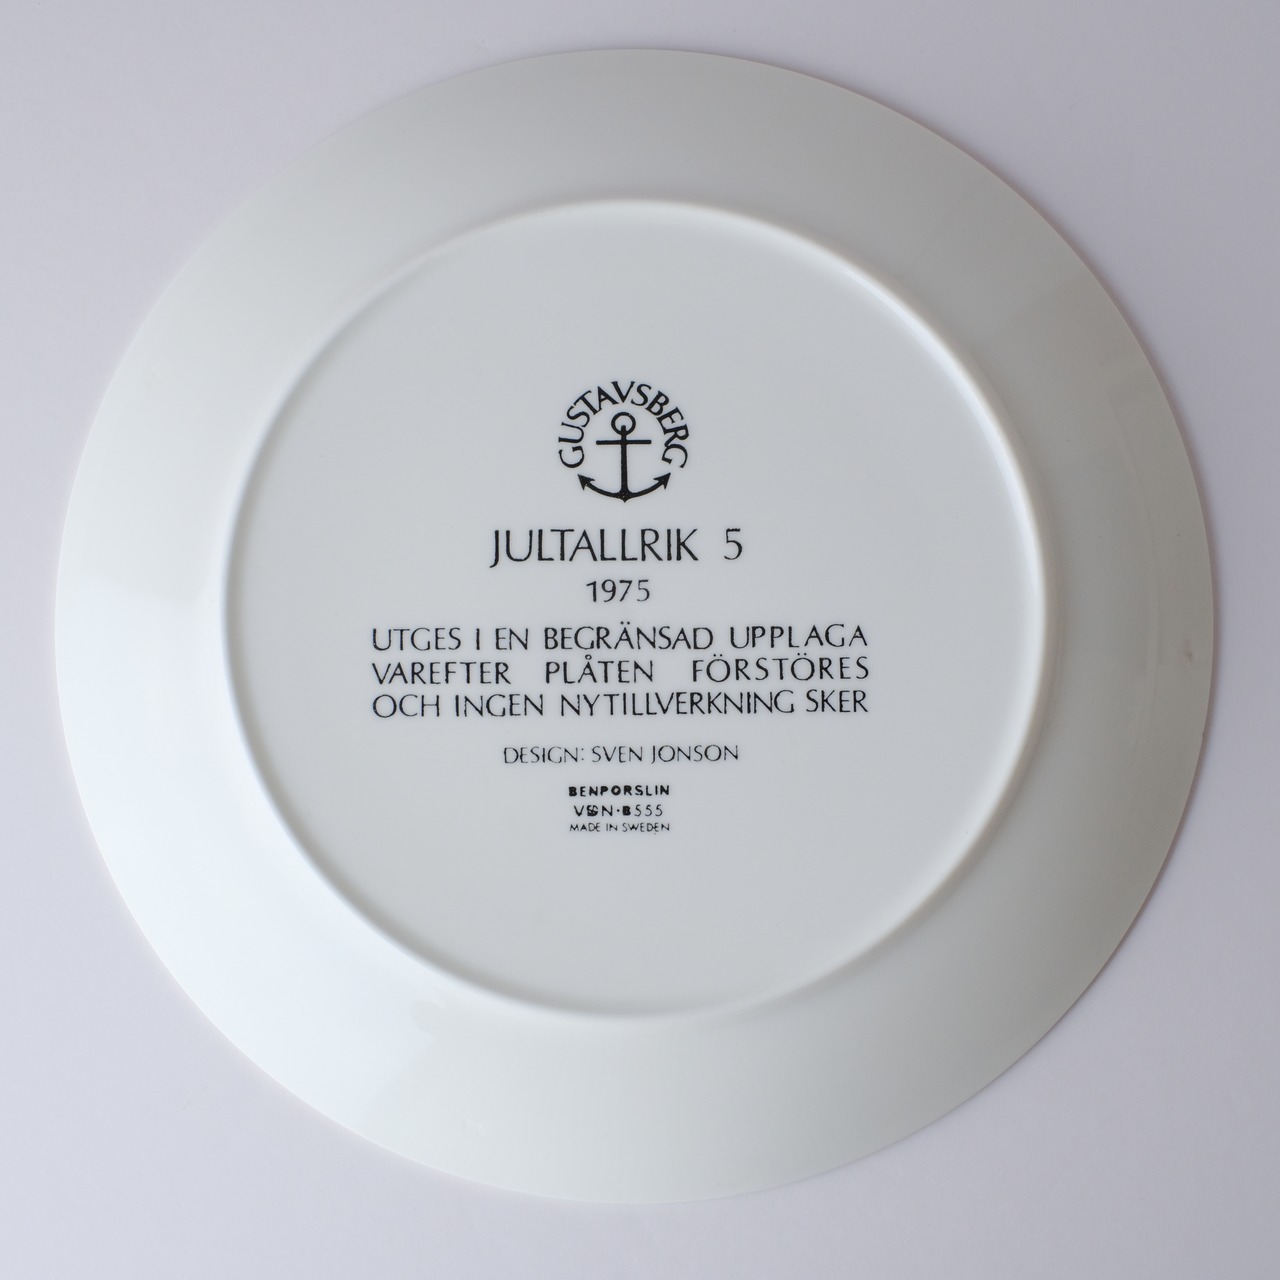 GUSTAVSBERG
JULTALLRIK 5
1975
UTGES I EN BEGRÄNSAD UPPLAGA
VAREFTER PLÅTEN FÖRSTÖRES
OCH INGEN NYTILLVERKNING SKER
DESIGN: SVEN JONSON
BENPORSLIN
MADE IN SWEDEN